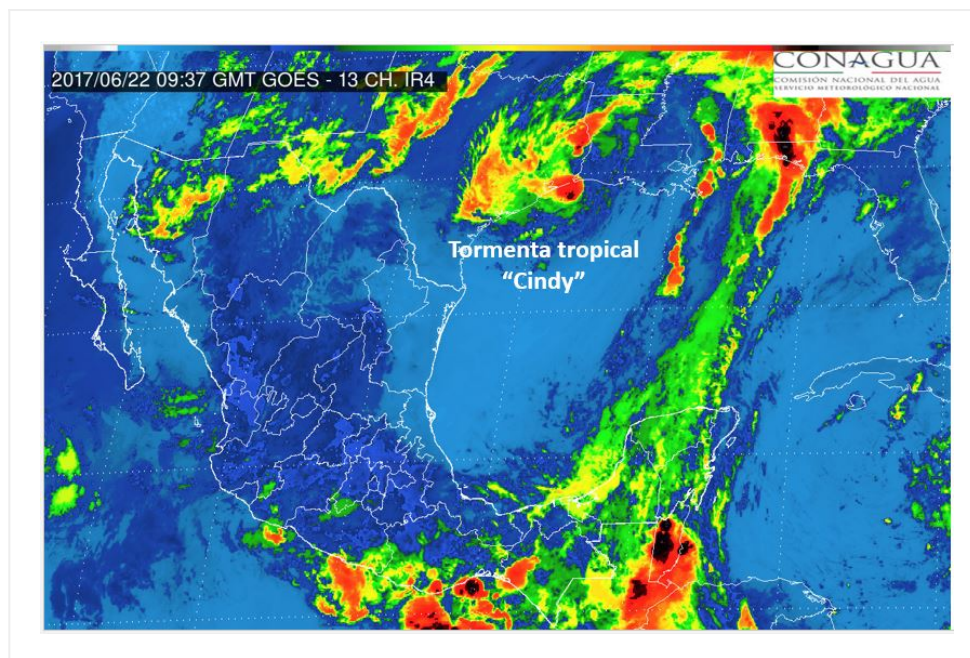 2017/06/22 09:37 GMT GOES - 13 CH. IR4
CONAGUA
COMISIÓN NACIONAL DEL AGUA
SERVICIO METEOROLÓGICO NACIONAL
Tormenta tropical
“Cindy”